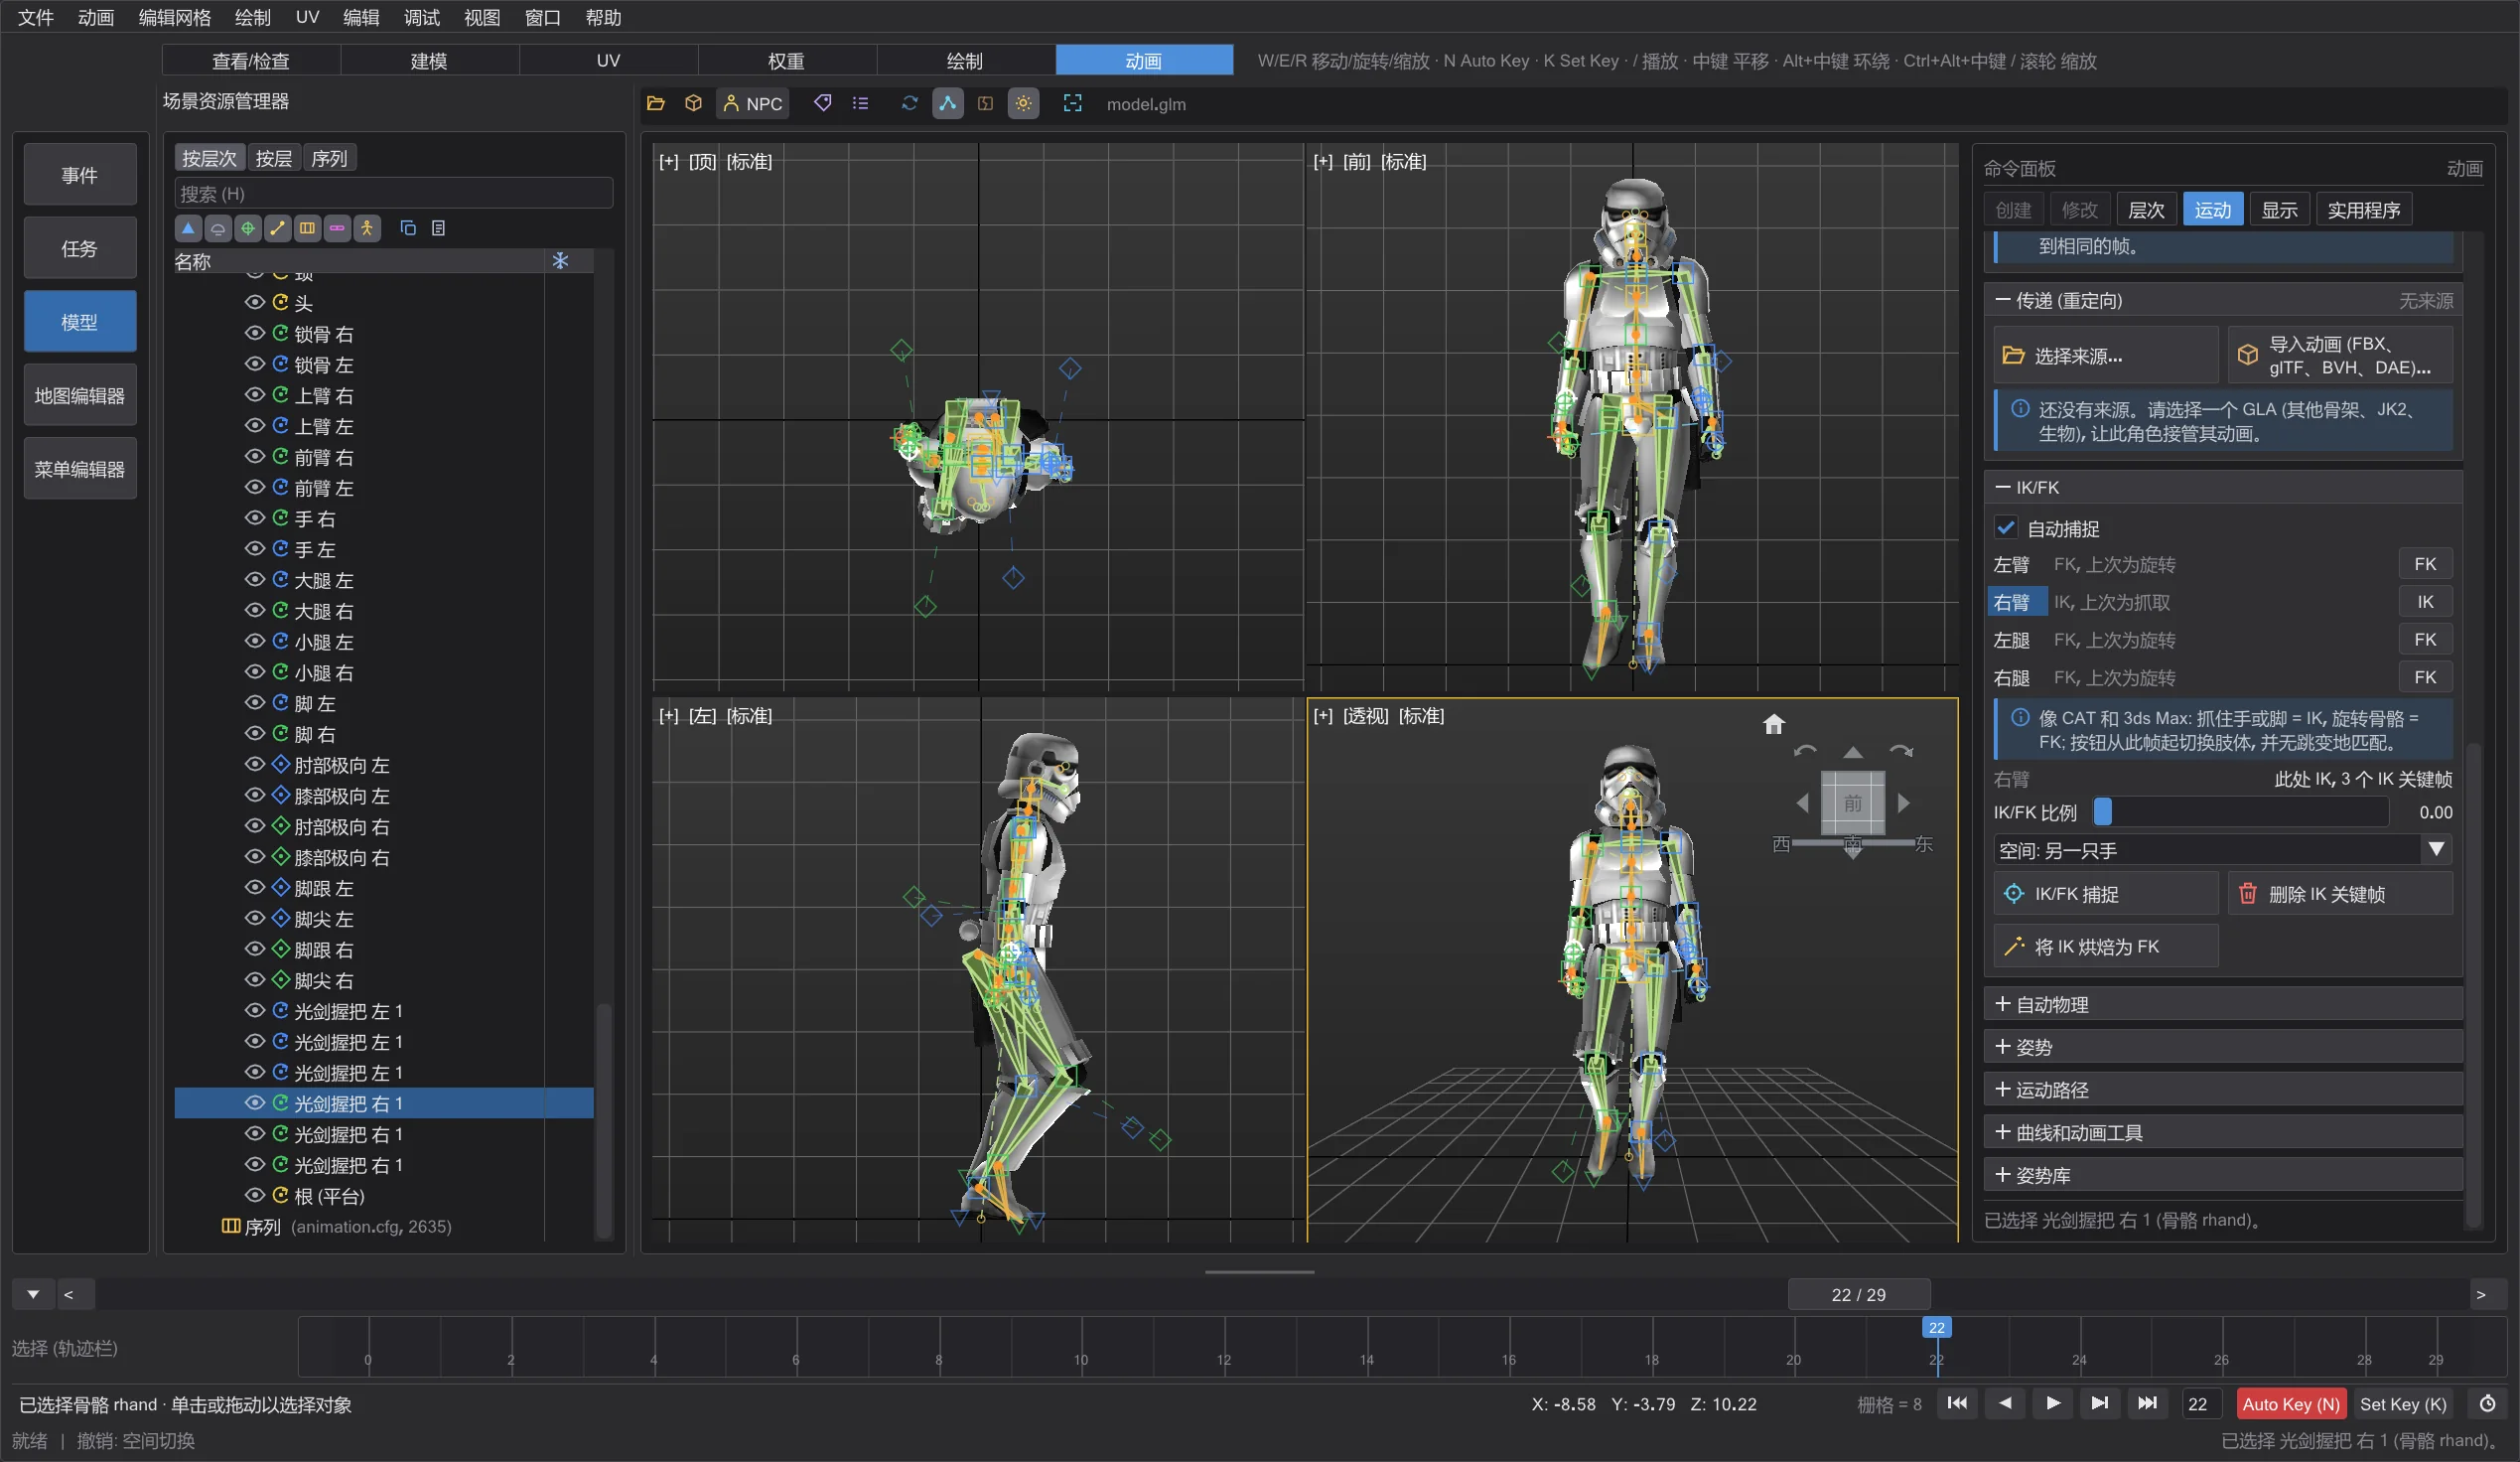 文件 动画 编辑网格 绘制 UV 编辑 调试 视图 窗口 帮助
查看/检查 建模 UV 权重 绘制 动画 W/E/R 移动/旋转/缩放 · N Auto Key · K Set Key · / 播放 · 中键 平移 · Alt+中键 环绕 · Ctrl+Alt+中键 / 滚轮 缩放
场景资源管理器
NPC model.glm
事件
任务
模型
地图编辑器
菜单编辑器
按层次 按层 序列
搜索 (H)
名称
颈
头
锁骨 右
锁骨 左
上臂 右
上臂 左
前臂 右
前臂 左
手 右
手 左
大腿 左
大腿 右
小腿 左
小腿 右
脚 左
脚 右
肘部极向 左
膝部极向 左
肘部极向 右
膝部极向 右
脚跟 左
脚尖 左
脚跟 右
脚尖 右
光剑握把 左 1
光剑握把 左 1
光剑握把 左 1
光剑握把 右 1
光剑握把 右 1
光剑握把 右 1
根 (平台)
序列 (animation.cfg, 2635)
[+] [顶] [标准]
[+] [前] [标准]
[+] [左] [标准]
[+] [透视] [标准]
前
西 南 东
命令面板 动画
创建 修改 层次 运动 显示 实用程序
到相同的帧。
传递 (重定向) 无来源
选择来源...
导入动画 (FBX、
glTF、BVH、DAE)...
还没有来源。请选择一个 GLA (其他骨架、JK2、
生物), 让此角色接管其动画。
IK/FK
自动捕捉
左臂 FK, 上次为旋转 FK
右臂 IK, 上次为抓取 IK
左腿 FK, 上次为旋转 FK
右腿 FK, 上次为旋转 FK
像 CAT 和 3ds Max: 抓住手或脚 = IK, 旋转骨骼 =
FK; 按钮从此帧起切换肢体, 并无跳变地匹配。
右臂 此处 IK, 3 个 IK 关键帧
IK/FK 比例 0.00
空间: 另一只手
IK/FK 捕捉 删除 IK 关键帧
将 IK 烘焙为 FK
自动物理
姿势
运动路径
曲线和动画工具
姿势库
已选择 光剑握把 右 1 (骨骼 rhand)。
< 22 / 29 >
选择 (轨迹栏)
22
0 2 4 6 8 10 12 14 16 18 20 22 24 26 28 29
已选择骨骼 rhand · 单击或拖动以选择对象 X: -8.58 Y: -3.79 Z: 10.22 栅格 = 8 22 Auto Key (N) Set Key (K)
就绪 | 撤销: 空间切换 已选择 光剑握把 右 1 (骨骼 rhand)。